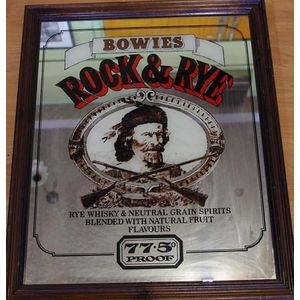 BOWIES
ROCK & RYE
RYE WHISKY & NEUTRAL GRAIN SPIRITS
BLENDED WITH NATURAL FRUIT
FLAVOURS
77·5°
PROOF